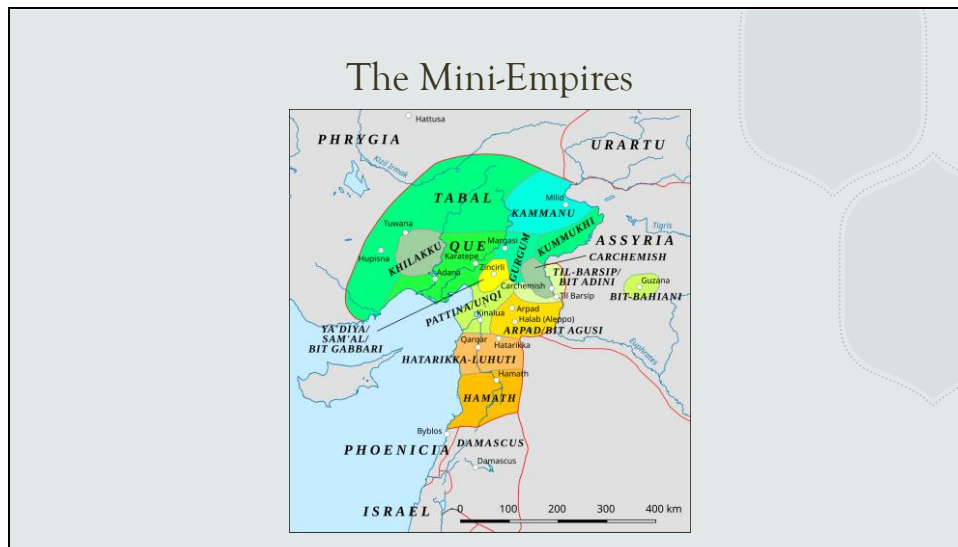 The Mini-Empires
Hattusa
PHRYGIA
URARTU
Kizil Irmak
TABAL
Milid
KAMMANU
Tuwana
Tigris
KUMMUKHI
QUE
Margasi
ASSYRIA
Hupisna
KHILAKKU
Karatepe
GURGUM
CARCHEMISH
Zincirli
TIL-BARSIP/
BIT ADINI
Adana
Carchemish
Guzana
Til Barsip
BIT-BAHIANI
PATTINA/UNQI
Kinalua
Arpad
Halab (Aleppo)
YA'DIYA/
SAM'AL/
BIT GABBARI
ARPAD/BIT AGUSI
Qarqar
Hatarikka
Euphrates
HATARIKKA-LUHUTI
Hamath
HAMATH
Byblos
PHOENICIA
DAMASCUS
Damascus
ISRAEL
0 100 200 300 400 km